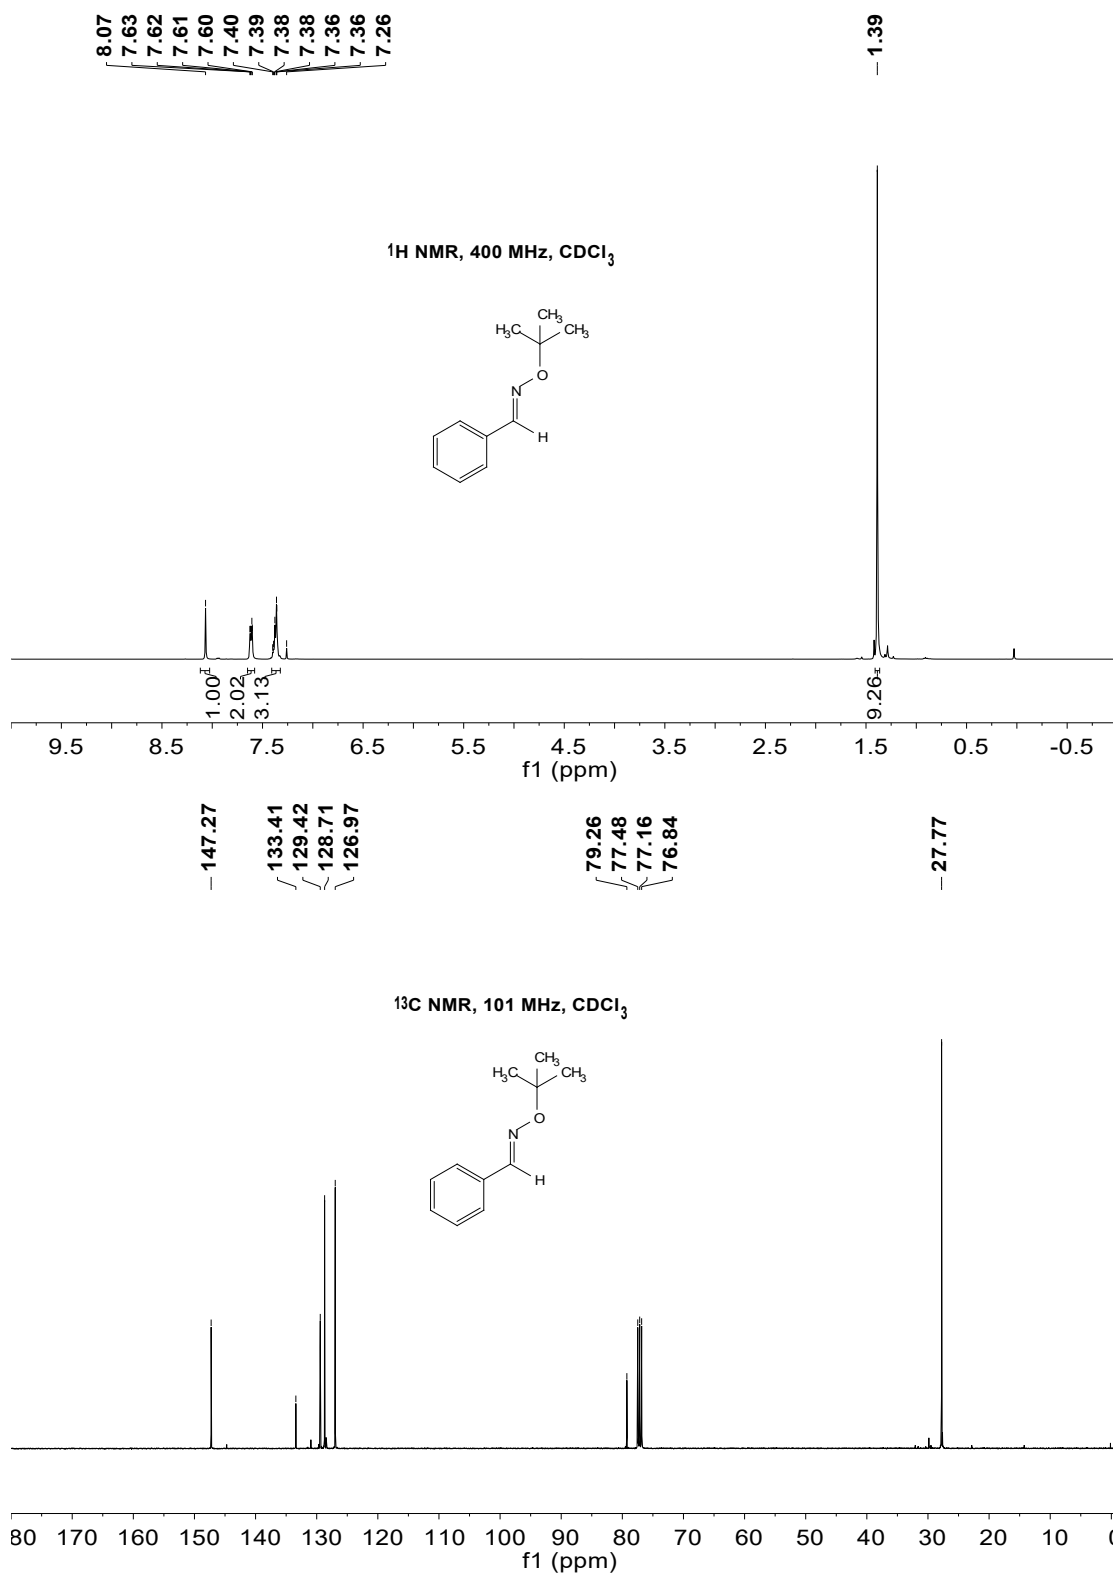 8.07
7.63
7.62
7.61
7.60
7.40
7.39
7.38
7.38
7.36
7.36
7.26
1.39
1H NMR, 400 MHz, CDCl3
CH3
H3C
CH3
O
N
H
1.00
2.02
3.13
9.26
9.5 8.5 7.5 6.5 5.5 4.5 3.5 2.5 1.5 0.5 -0.5
f1 (ppm)
147.27
133.41
129.42
128.71
126.97
79.26
77.48
77.16
76.84
27.77
13C NMR, 101 MHz, CDCl3
CH3
H3C
CH3
O
N
H
80 170 160 150 140 130 120 110 100 90 80 70 60 50 40 30 20 10 0
f1 (ppm)